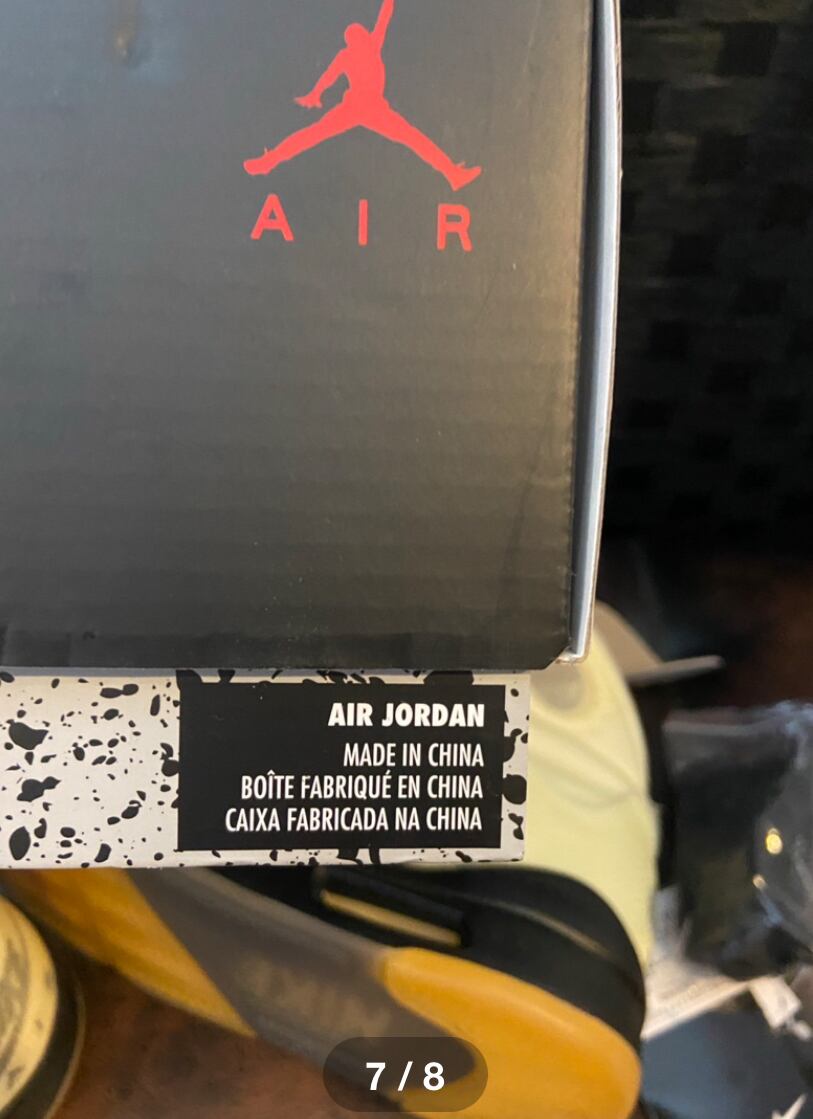 AIR
AIR JORDAN
MADE IN CHINA
BOÎTE FABRIQUÉ EN CHINA
CAIXA FABRICADA NA CHINA
7 / 8